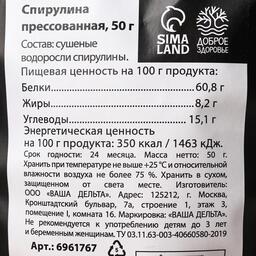 Спирулина
прессованная, 50 г
SIMA
LAND
ДОБРОЕ
ЗДОРОВЬЕ
Состав: сушеные
водоросли спирулины.
Пищевая ценность на 100 г продукта:
Белки 60,8 г
Жиры 8,2 г
Углеводы 15,1 г
Энергетическая ценность
на 100 г продукта: 350 ккал / 1463 кДж.
Срок годности: 24 месяца. Масса нетто: 50 г.
Хранить при температуре не выше +25 °С и относительной
влажности воздуха не более 75 %. Хранить в сухом,
защищенном от света месте. Изготовитель:
ООО «ВАША ДЕЛЬТА». Адрес: 125212, г. Москва,
Кронштадтский бульвар, 7а, строение 1, этаж 3,
помещение I, комната 16. Маркировка: «ВАША ДЕЛЬТА».
Не рекомендуется к употреблению детям до 3 лет
и беременным женщинам. ТУ 03.11.63-003-40660580-2019
Арт.: 6961767